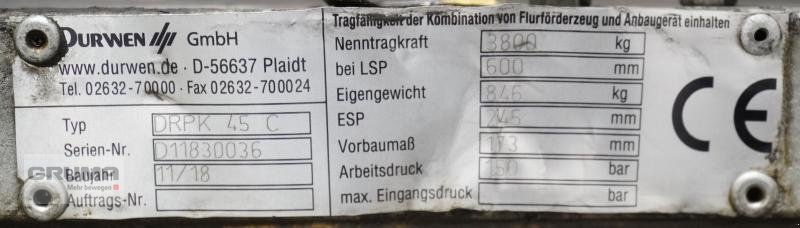 DURWEN GmbH
www.durwen.de · D-56637 Plaidt
Tel. 02632-70000 · Fax 02632-700024
Typ DRPK 45 C
Serien-Nr. D11830036
Baujahr 11/18
Auftrags-Nr.
GRUMA
Mehr bewegen
Tragfähigkeit der Kombination von Flurförderzeug und Anbaugerät einhalten
Nenntragkraft 3800 kg
bei LSP 600 mm
Eigengewicht 846 kg
ESP 245 mm
Vorbaumaß 173 mm
Arbeitsdruck 150 bar
max. Eingangsdruck bar
CE